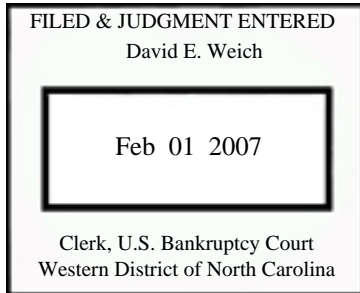 FILED & JUDGMENT ENTERED
David E. Weich
Feb 01 2007
Clerk, U.S. Bankruptcy Court
Western District of North Carolina